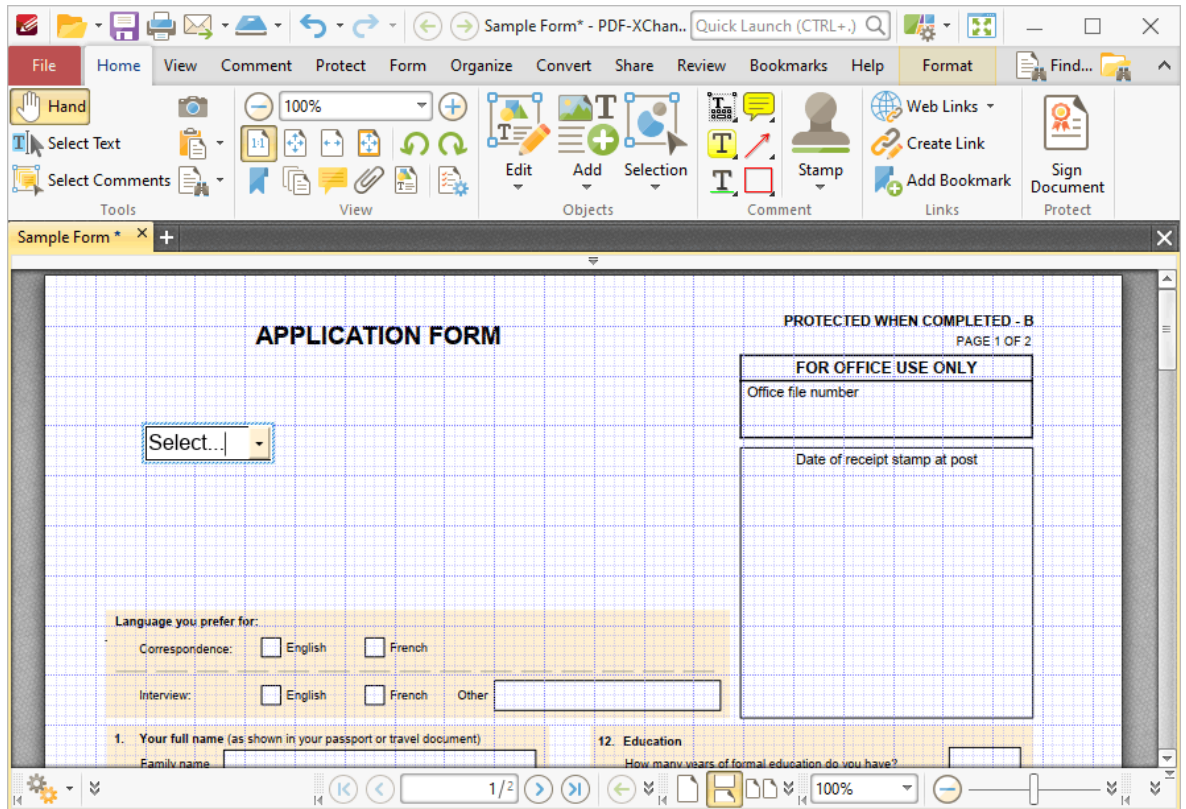 Sample Form* - PDF-XChan..
Quick Launch (CTRL+.)
File Home View Comment Protect Form Organize Convert Share Review Bookmarks Help Format Find...
Hand
Select Text
Select Comments
Tools
100%
1:1
View
Edit
Add
Selection
Objects
Stamp
Comment
Web Links
Create Link
Add Bookmark
Links
Sign
Document
Protect
Sample Form *
APPLICATION FORM
PROTECTED WHEN COMPLETED - B
PAGE 1 OF 2
FOR OFFICE USE ONLY
Office file number
Select...
Date of receipt stamp at post
Language you prefer for:
Correspondence: English French
Interview: English French Other
1. Your full name (as shown in your passport or travel document)
Family name
12. Education
How many years of formal education do you have?
1/2
100%